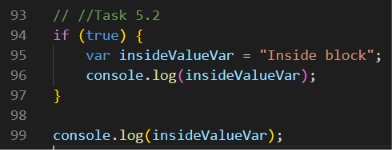 93 // //Task 5.2
94 if (true) {
95     var insideValueVar = "Inside block";
96     console.log(insideValueVar);
97 }
98
99 console.log(insideValueVar);